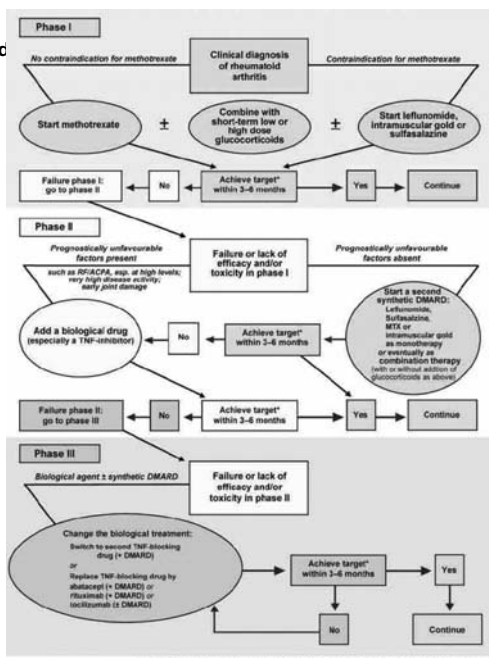 d
Phase I
No contraindication for methotrexate
Clinical diagnosis
of rheumatoid
arthritis
Contraindication for methotrexate
Start methotrexate
±
Combine with
short-term low or
high dose
glucocorticoids
±
Start leflunomide,
intramuscular gold or
sulfasalazine
Failure phase I:
go to phase II
No
Achieve target*
within 3–6 months
Yes
Continue
Phase II
Prognostically unfavourable
factors present
such as RF/ACPA, esp. at high levels;
very high disease activity;
early joint damage
Failure or lack of
efficacy and/or
toxicity in phase I
Prognostically unfavourable
factors absent
Add a biological drug
(especially a TNF-inhibitor)
No
Achieve target*
within 3–6 months
Start a second
synthetic DMARD:
Leflunomide,
Sulfasalzine,
MTX or
intramuscular gold
as monotherapy
or eventually as
combination therapy
(with or without addition of
glucocorticoids as above)
Failure phase II:
go to phase III
No
Achieve target*
within 3–6 months
Yes
Continue
Phase III
Biological agent ± synthetic DMARD
Failure or lack of
efficacy and/or
toxicity in phase II
Change the biological treatment:
Switch to second TNF-blocking
drug (+ DMARD)
or
Replace TNF-blocking drug by
abatacept (+ DMARD) or
rituximab (+ DMARD) or
tocilizumab (± DMARD)
Achieve target*
within 3–6 months
Yes
No
Continue